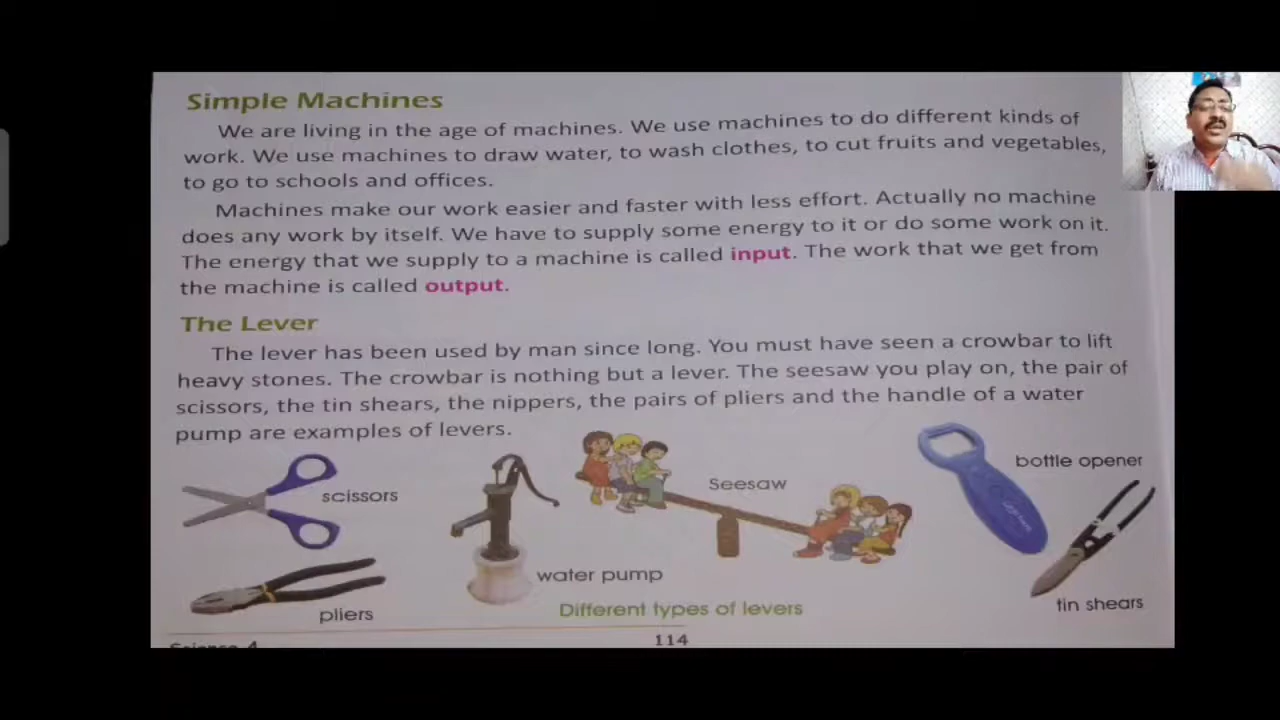 Simple Machines
We are living in the age of machines. We use machines to do different kinds of
work. We use machines to draw water, to wash clothes, to cut fruits and vegetables,
to go to schools and offices.
Machines make our work easier and faster with less effort. Actually no machine
does any work by itself. We have to supply some energy to it or do some work on it.
The energy that we supply to a machine is called input. The work that we get from
the machine is called output.
The Lever
The lever has been used by man since long. You must have seen a crowbar to lift
heavy stones. The crowbar is nothing but a lever. The seesaw you play on, the pair of
scissors, the tin shears, the nippers, the pairs of pliers and the handle of a water
pump are examples of levers.
scissors
Seesaw
bottle opener
water pump
pliers
Different types of levers
tin shears
114